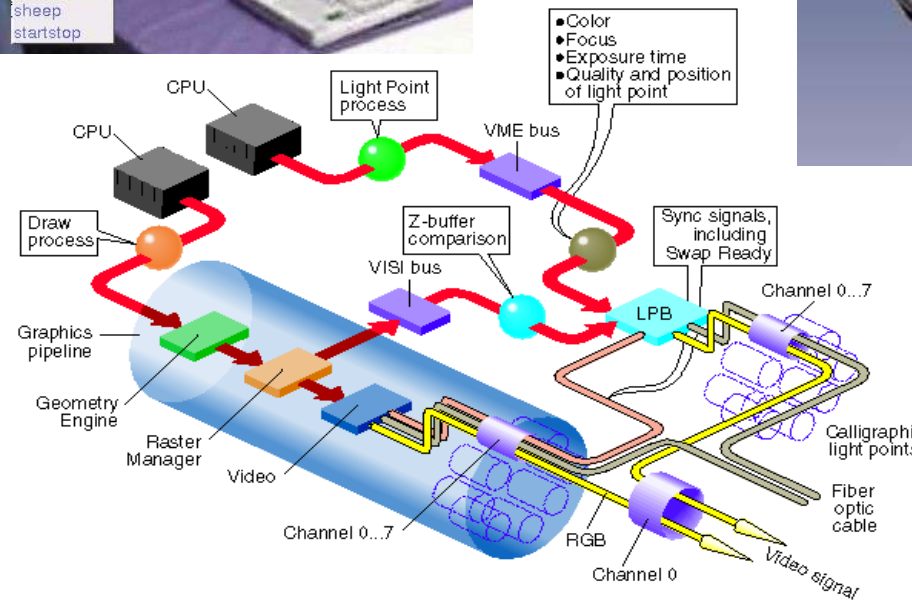 sheep
startstop
•Color
•Focus
•Exposure time
•Quality and position
of light point
Light Point
process
CPU
CPU
VME bus
Draw
process
Z-buffer
comparison
VISI bus
Sync signals,
including
Swap Ready
LPB
Channel 0...7
Graphics
pipeline
Geometry
Engine
Raster
Manager
Video
Channel 0...7
RGB
Channel 0
Calligraphi
light points
Fiber
optic
cable
Video signal